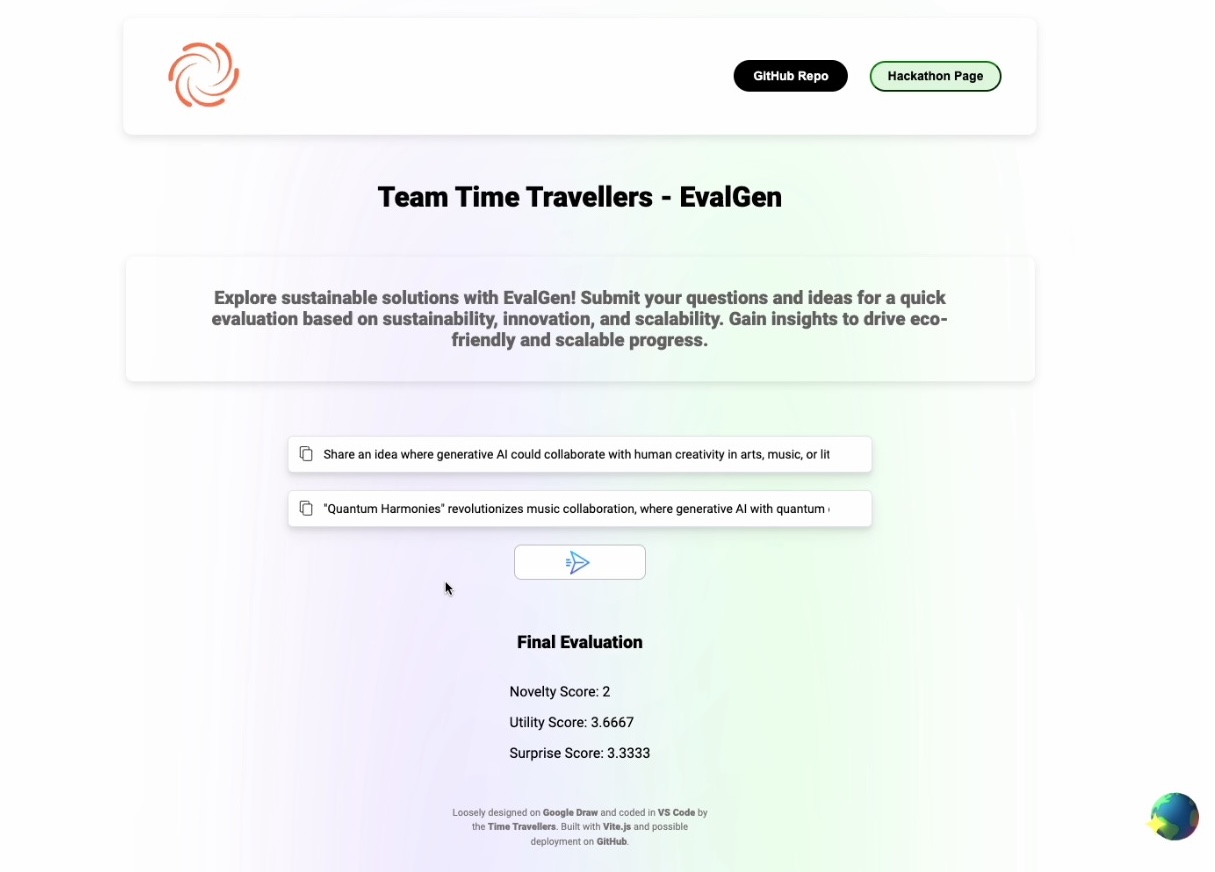 GitHub Repo
Hackathon Page
Team Time Travellers - EvalGen
Explore sustainable solutions with EvalGen! Submit your questions and ideas for a quick
evaluation based on sustainability, innovation, and scalability. Gain insights to drive eco-
friendly and scalable progress.
Share an idea where generative AI could collaborate with human creativity in arts, music, or lit
"Quantum Harmonies" revolutionizes music collaboration, where generative AI with quantum
Final Evaluation
Novelty Score: 2
Utility Score: 3.6667
Surprise Score: 3.3333
Loosely designed on Google Draw and coded in VS Code by
the Time Travellers. Built with Vite.js and possible
deployment on GitHub.